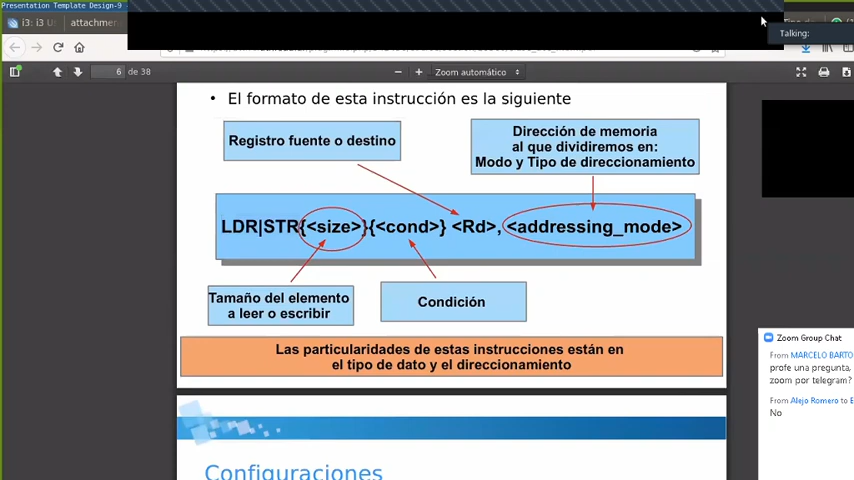 Presentation Template Design-9 -
i3: i3 U
attachmen
Talking:
6 de 38
Zoom automático
• El formato de esta instrucción es la siguiente
Registro fuente o destino
Dirección de memoria
al que dividiremos en:
Modo y Tipo de direccionamiento
LDR|STR{<size>}{<cond>} <Rd>, <addressing_mode>
Tamaño del elemento
a leer o escribir
Condición
Las particularidades de estas instrucciones están en
el tipo de dato y el direccionamiento
Configuraciones
Zoom Group Chat
From MARCELO BARTO
profe una pregunta,
zoom por telegram?
From Alejo Romero to E
No